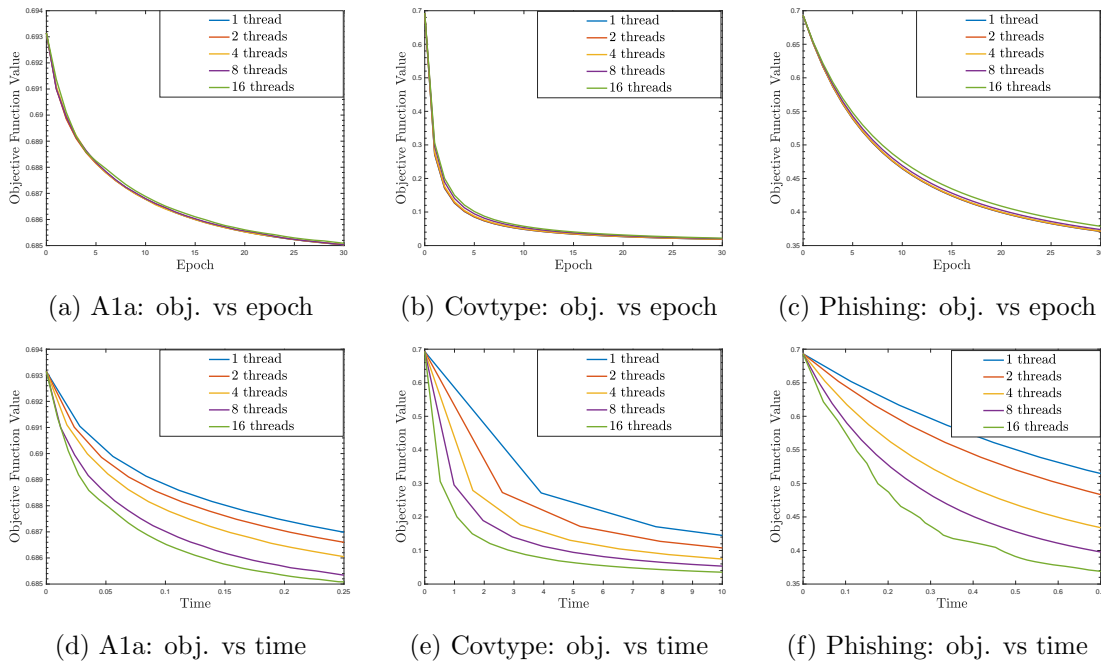 0.694
0.693
0.692
0.691
0.69
0.689
0.688
0.687
0.686
0.685
0 5 10 15 20 25 30
Objective Function Value
Epoch
1 thread
2 threads
4 threads
8 threads
16 threads
(a) A1a: obj. vs epoch
0.7
0.6
0.5
0.4
0.3
0.2
0.1
0
0 5 10 15 20 25 30
Objective Function Value
Epoch
1 thread
2 threads
4 threads
8 threads
16 threads
(b) Covtype: obj. vs epoch
0.7
0.65
0.6
0.55
0.5
0.45
0.4
0.35
0 5 10 15 20 25 30
Objective Function Value
Epoch
1 thread
2 threads
4 threads
8 threads
16 threads
(c) Phishing: obj. vs epoch
0.694
0.693
0.692
0.691
0.69
0.689
0.688
0.687
0.686
0.685
0 0.05 0.1 0.15 0.2 0.25
Objective Function Value
Time
1 thread
2 threads
4 threads
8 threads
16 threads
(d) A1a: obj. vs time
0.7
0.6
0.5
0.4
0.3
0.2
0.1
0
0 1 2 3 4 5 6 7 8 9 10
Objective Function Value
Time
1 thread
2 threads
4 threads
8 threads
16 threads
(e) Covtype: obj. vs time
0.7
0.65
0.6
0.55
0.5
0.45
0.4
0.35
0 0.1 0.2 0.3 0.4 0.5 0.6 0.7
Objective Function Value
Time
1 thread
2 threads
4 threads
8 threads
16 threads
(f) Phishing: obj. vs time